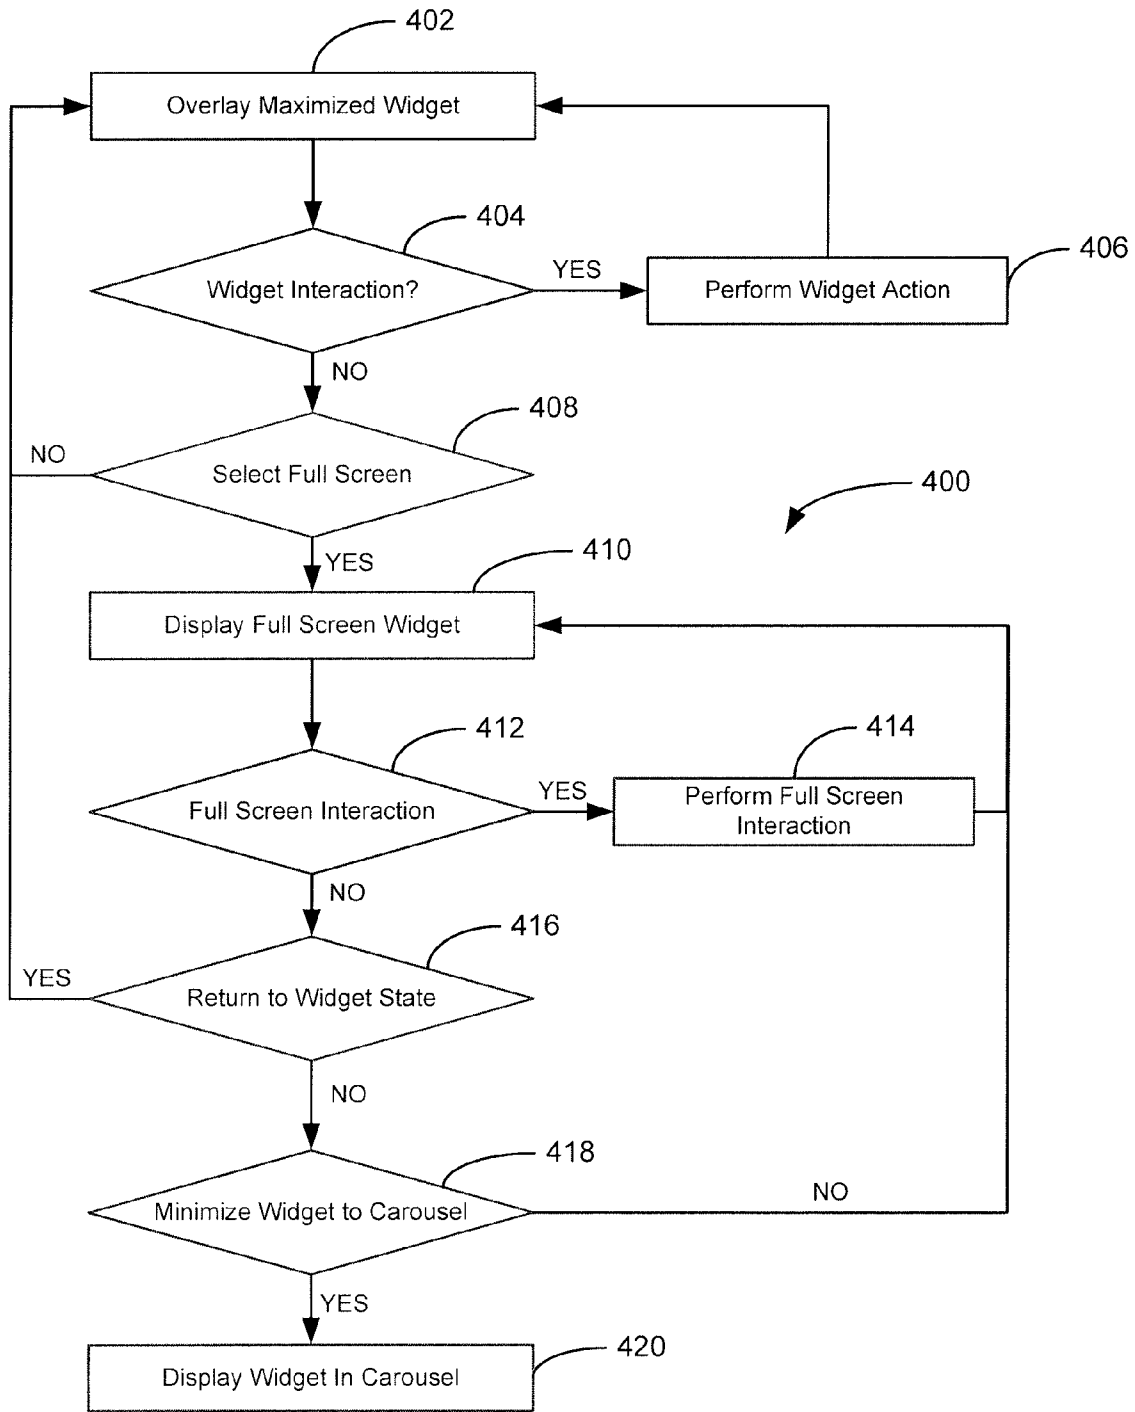 402
Overlay Maximized Widget
404
Widget Interaction?
YES
406
Perform Widget Action
NO
408
NO
Select Full Screen
400
YES
410
Display Full Screen Widget
412
414
Full Screen Interaction
YES
Perform Full Screen
Interaction
NO
416
YES
Return to Widget State
NO
418
Minimize Widget to Carousel
NO
YES
420
Display Widget In Carousel